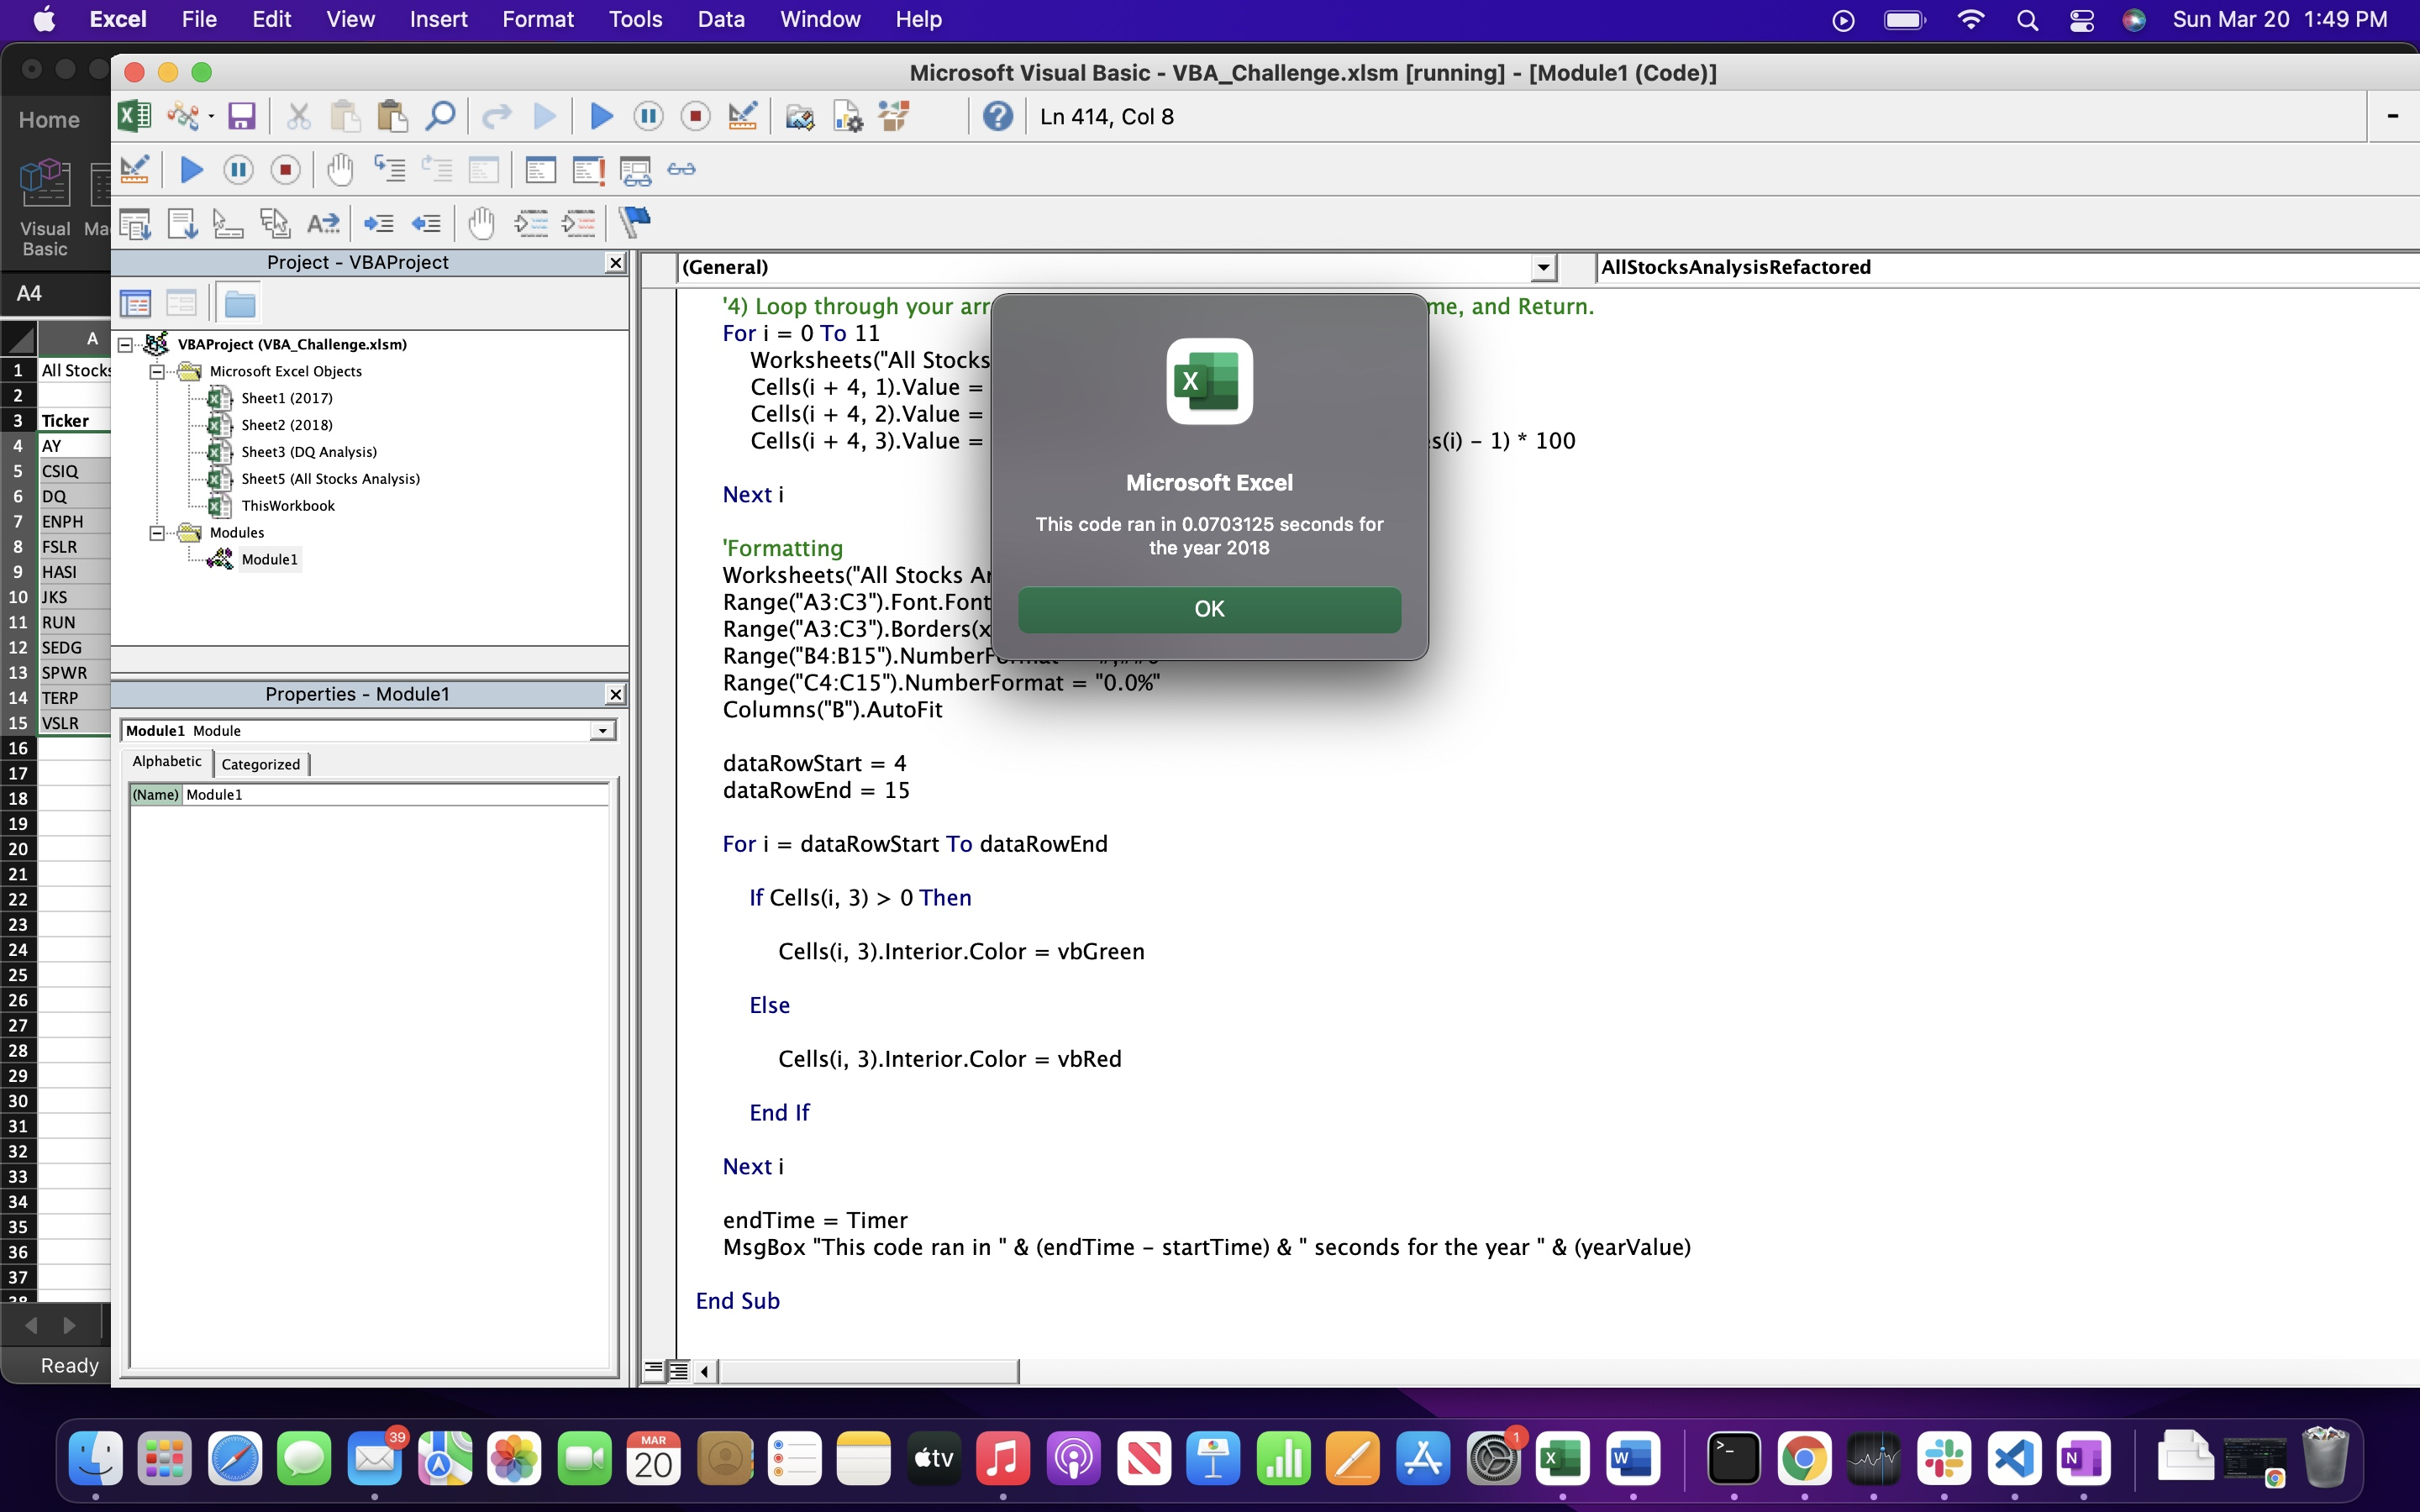 Excel File Edit View Insert Format Tools Data Window Help Sun Mar 20 1:49 PM
Microsoft Visual Basic - VBA_Challenge.xlsm [running] - [Module1 (Code)]
Home
Ln 414, Col 8
Visual
Basic
Ma
A4
Project - VBAProject
(General)
AllStocksAnalysisRefactored
A
1 All Stocks
2
3 Ticker
4 AY
5 CSIQ
6 DQ
7 ENPH
8 FSLR
9 HASI
10 JKS
11 RUN
12 SEDG
13 SPWR
14 TERP
15 VSLR
16
17
18
19
20
21
22
23
24
25
26
27
28
29
30
31
32
33
34
35
36
37
38
Ready
VBAProject (VBA_Challenge.xlsm)
Microsoft Excel Objects
Sheet1 (2017)
Sheet2 (2018)
Sheet3 (DQ Analysis)
Sheet5 (All Stocks Analysis)
ThisWorkbook
Modules
Module1
Properties - Module1
Module1 Module
Alphabetic Categorized
(Name) Module1
'4) Loop through your arr me, and Return.
For i = 0 To 11
Worksheets("All Stocks
Cells(i + 4, 1).Value =
Cells(i + 4, 2).Value =
Cells(i + 4, 3).Value = s(i) - 1) * 100
Next i
'Formatting
Worksheets("All Stocks A
Range("A3:C3").Font.Font
Range("A3:C3").Borders(x
Range("B4:B15").NumberFormat
Range("C4:C15").NumberFormat = "0.0%"
Columns("B").AutoFit
dataRowStart = 4
dataRowEnd = 15
For i = dataRowStart To dataRowEnd
If Cells(i, 3) > 0 Then
Cells(i, 3).Interior.Color = vbGreen
Else
Cells(i, 3).Interior.Color = vbRed
End If
Next i
endTime = Timer
MsgBox "This code ran in " & (endTime - startTime) & " seconds for the year " & (yearValue)
End Sub
Microsoft Excel
This code ran in 0.0703125 seconds for
the year 2018
OK
39
MAR
20
tv
1